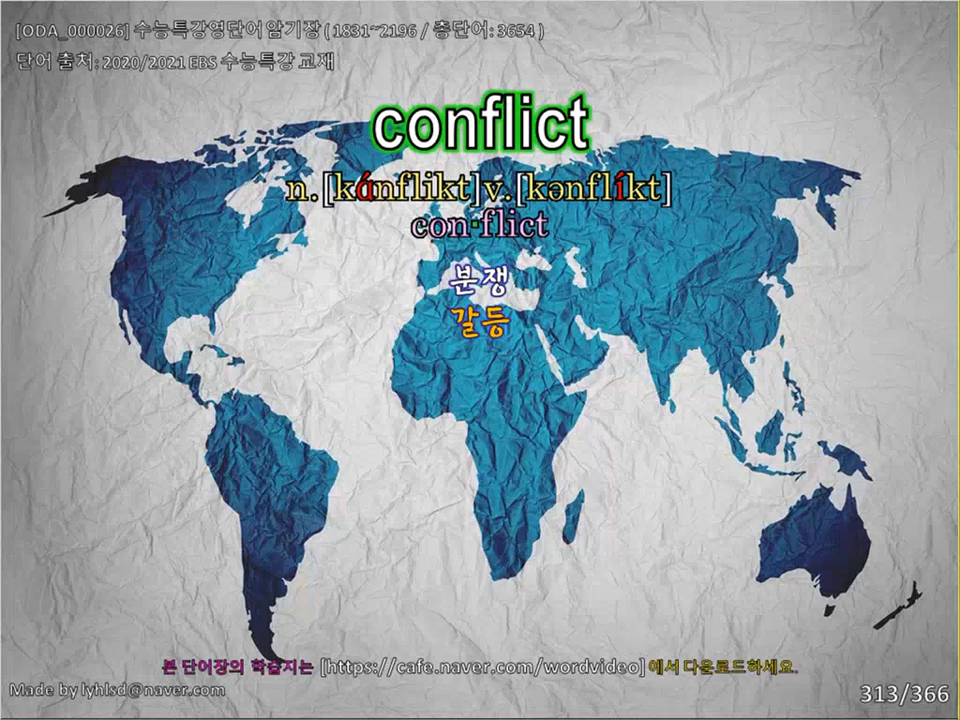 [ODA_000026] 수능특강영단어 암기장 ( 1831~2196 / 총단어: 3654 )
단어 출처: 2020/2021 EBS 수능특강 교재
conflict
n.[kánflikt]v.[kənflíkt]
con·flict
분쟁
갈등
본 단어장의 학습지는 [https://cafe.naver.com/wordvideo] 에서 다운로드하세요.
Made by lyhlsd@naver.com
313/366